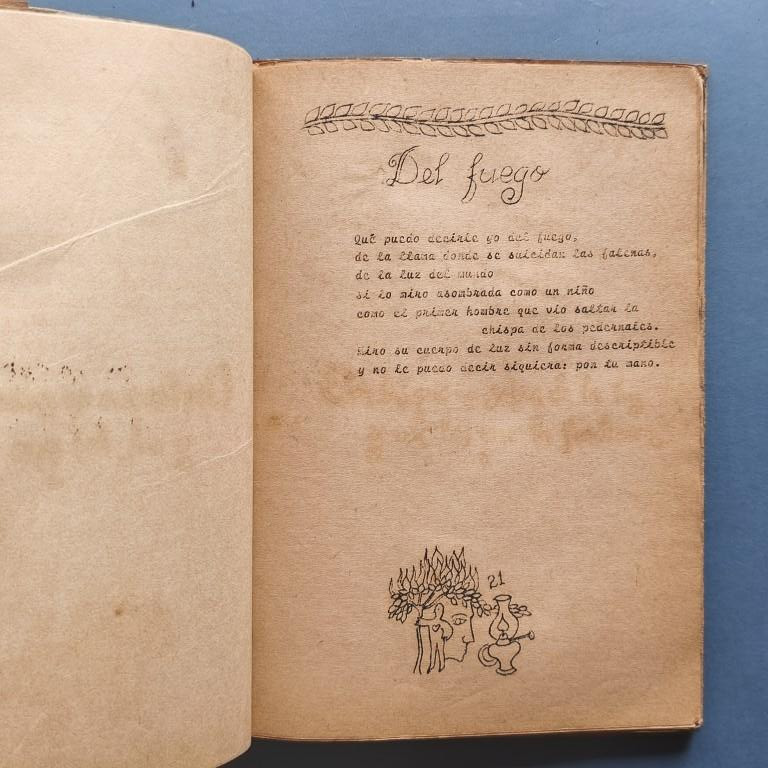 Del fuego
Qué puedo decirle yo del fuego,
de la llama donde se suicidan las falenas,
de la luz del mundo
si lo miro asombrada como un niño
como el primer hombre que vio saltar la
chispa de los pedernales.
Miro su cuerpo de luz sin forma descriptible
y no le puedo decir siquiera: pon tu mano.
21